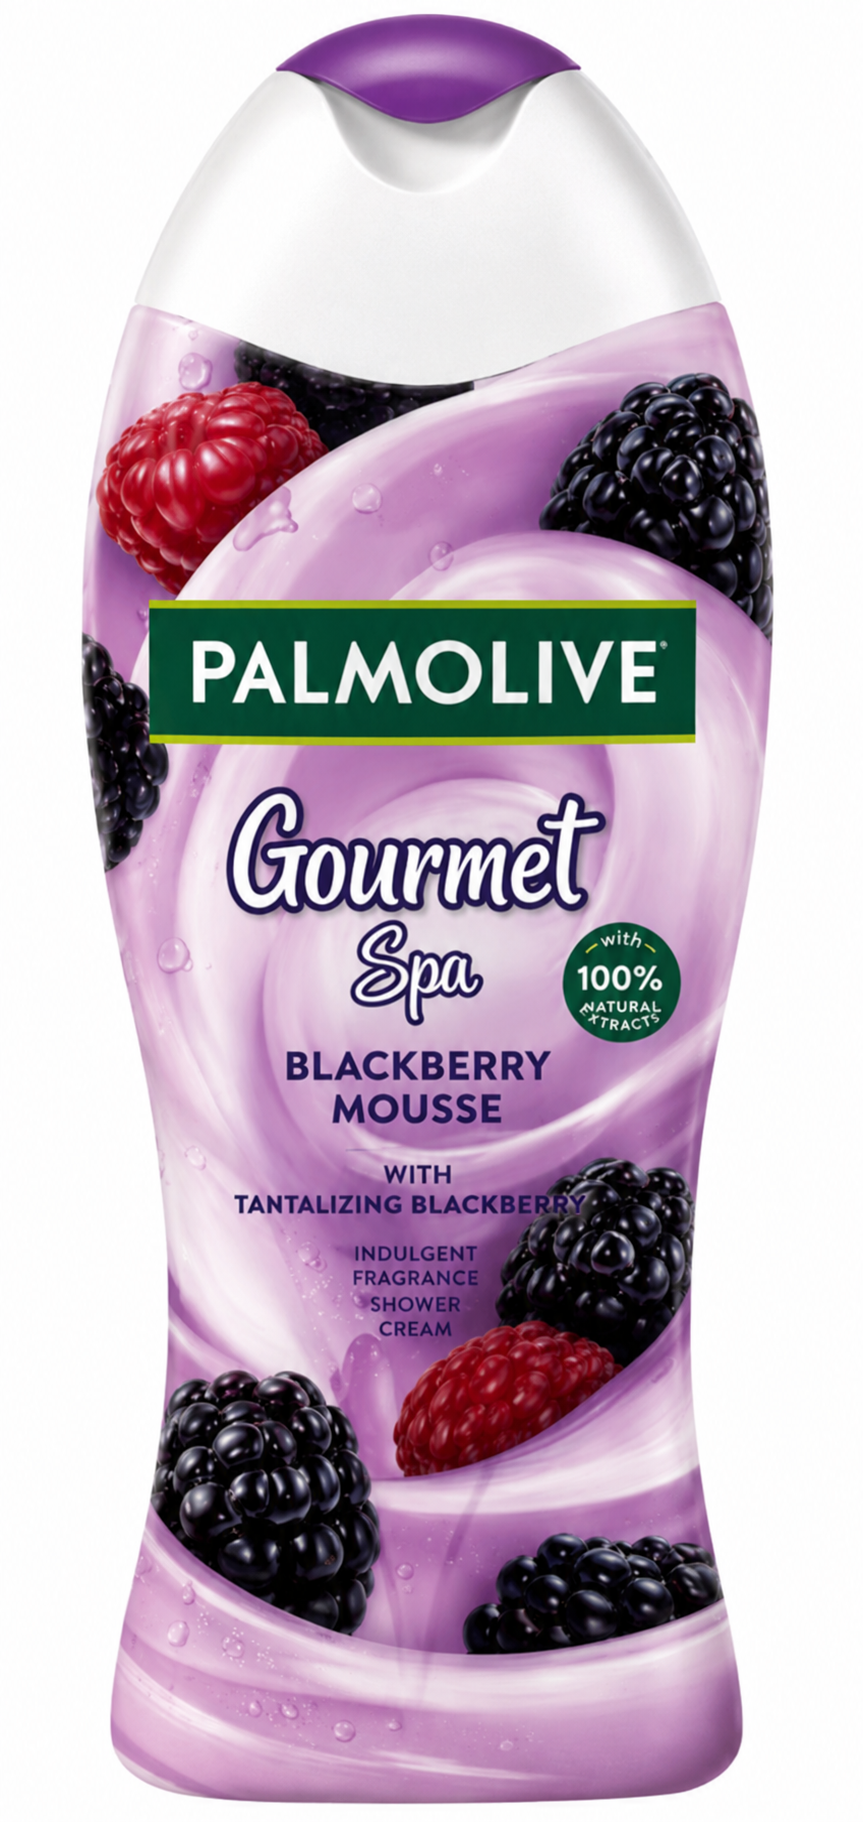 PALMOLIVE
Gourmet
Spa
with
100%
NATURAL
EXTRACTS
BLACKBERRY
MOUSSE
WITH
TANTALIZING BLACKBERRY
INDULGENT
FRAGRANCE
SHOWER
CREAM